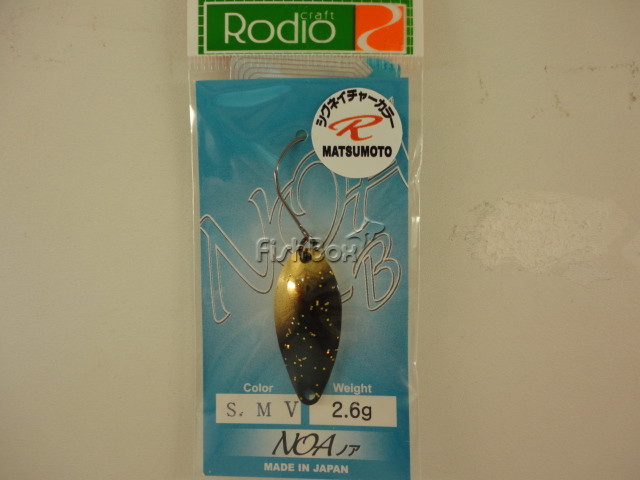 craft
Rodio
シグネイチャーカラー
R
MATSUMOTO
NOA
B
FishBox
Color
Weight
S. M V
2.6g
NOA ノア
MADE IN JAPAN